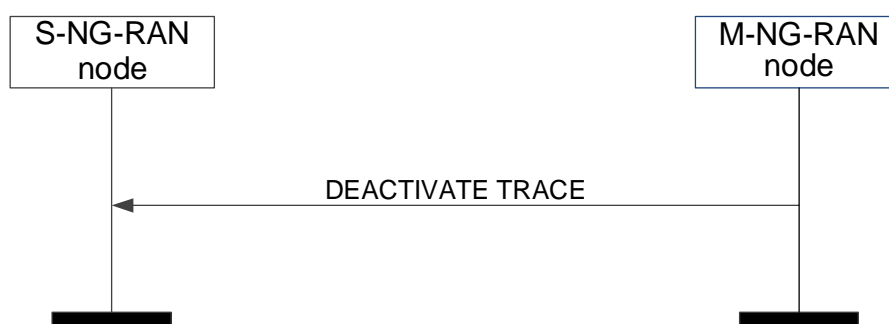 S-NG-RAN
node
M-NG-RAN
node
DEACTIVATE TRACE